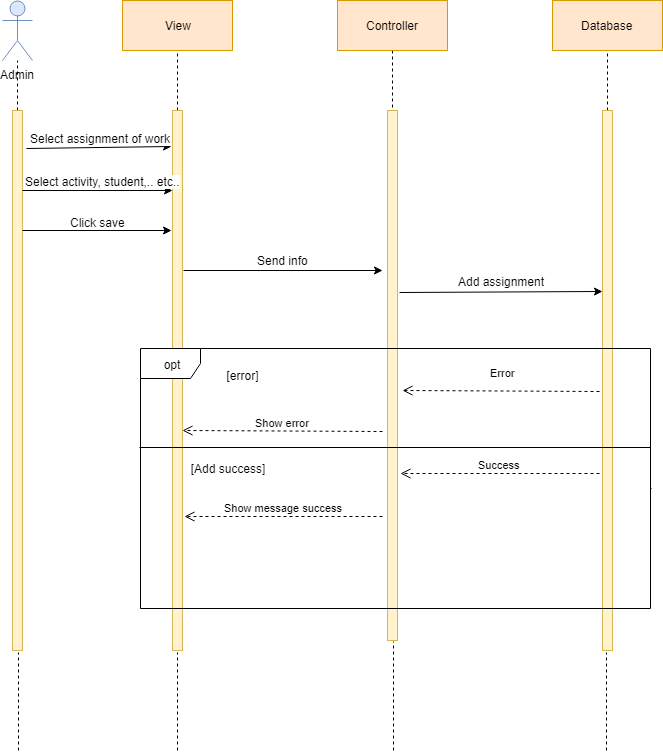 View
Controller
Database
Admin
Select assignment of work
Select activity, student,.. etc..
Click save
Send info
Add assignment
opt
[error]
Error
Show error
[Add success]
Success
Show message success